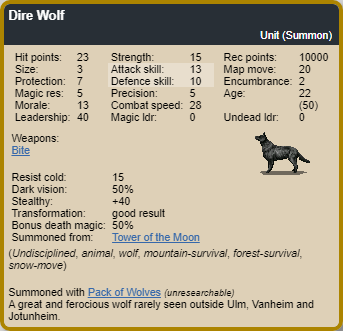 Dire Wolf
Unit (Summon)
Hit points: 23 Strength: 15 Rec points: 10000
Size: 3 Attack skill: 13 Map move: 20
Protection: 7 Defence skill: 10 Encumbrance: 2
Magic res: 5 Precision: 5 Age: 22
Morale: 13 Combat speed: 28 (50)
Leadership: 40 Magic ldr: 0 Undead ldr: 0
Weapons:
Bite
Resist cold: 15
Dark vision: 50%
Stealthy: +40
Transformation: good result
Bonus death magic: 50%
Summoned from: Tower of the Moon
(Undisciplined, animal, wolf, mountain-survival, forest-survival,
snow-move)
Summoned with Pack of Wolves (unresearchable)
A great and ferocious wolf rarely seen outside Ulm, Vanheim and
Jotunheim.